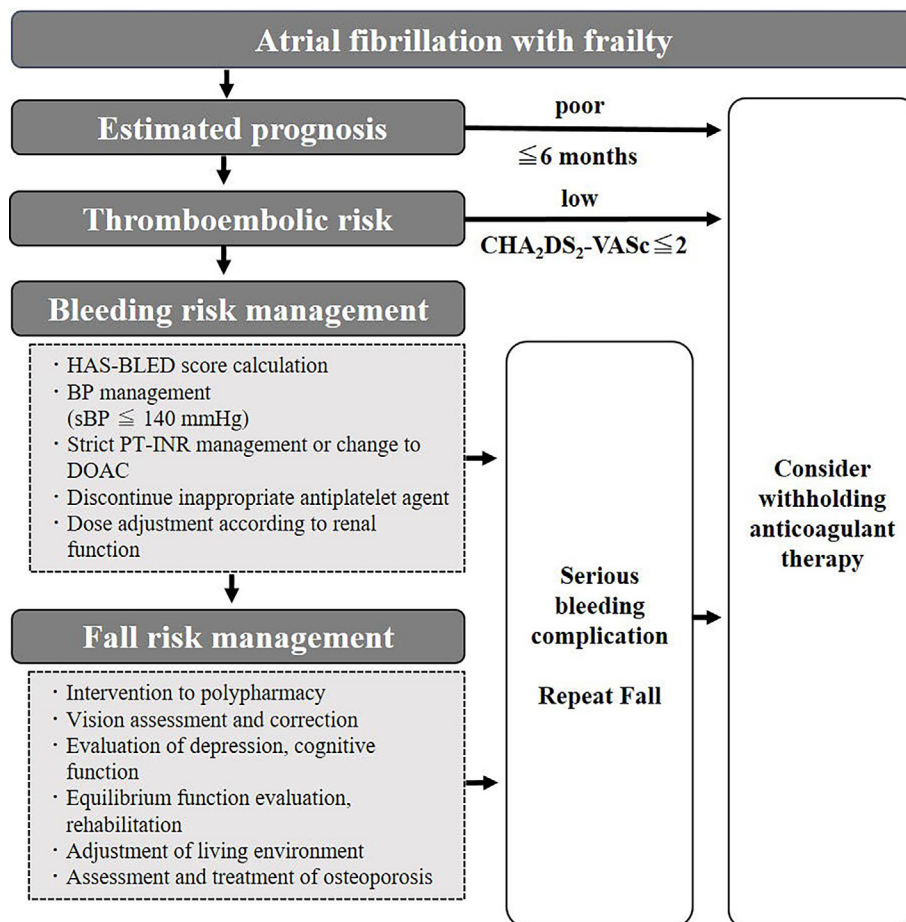 Atrial fibrillation with frailty
Estimated prognosis
poor
≦6 months
Thromboembolic risk
low
CHA₂DS₂-VASc≦2
Bleeding risk management
・HAS-BLED score calculation
・BP management
(sBP ≦ 140 mmHg)
・Strict PT-INR management or change to
DOAC
・Discontinue inappropriate antiplatelet agent
・Dose adjustment according to renal
function
Fall risk management
・Intervention to polypharmacy
・Vision assessment and correction
・Evaluation of depression, cognitive
function
・Equilibrium function evaluation,
rehabilitation
・Adjustment of living environment
・Assessment and treatment of osteoporosis
Serious
bleeding
complication
Repeat Fall
Consider
withholding
anticoagulant
therapy